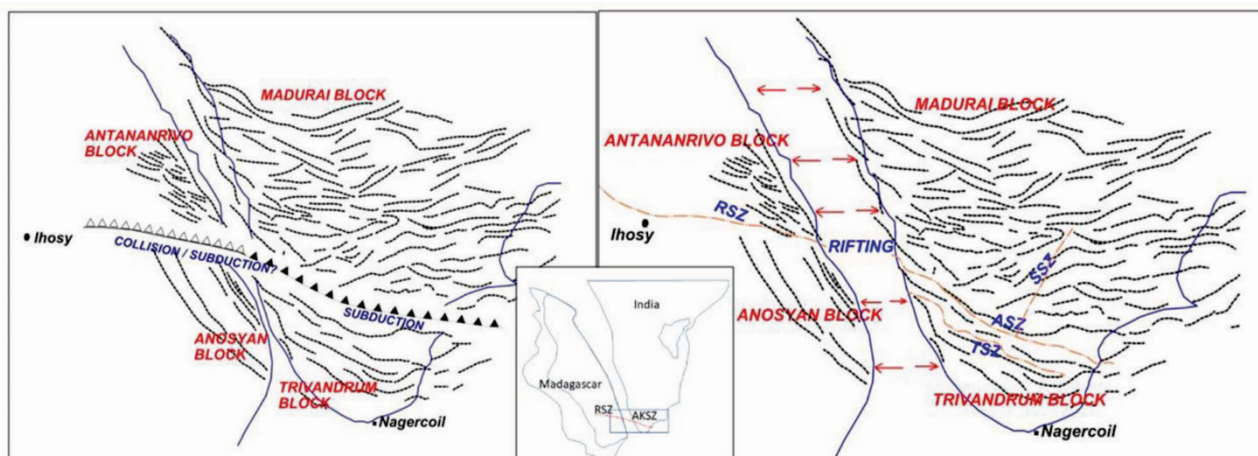 MADURAI BLOCK
ANTANANRIVO
BLOCK
Ihosy
COLLISION / SUBDUCTION?
SUBDUCTION
ANOSYAN
BLOCK
TRIVANDRUM
BLOCK
Nagercoil
MADURAI BLOCK
ANTANANRIVO BLOCK
RSZ
Ihosy
RIFTING
SSZ
ANOSYAN BLOCK
ASZ
TSZ
TRIVANDRUM BLOCK
Nagercoil
India
Madagascar
RSZ
AKSZ